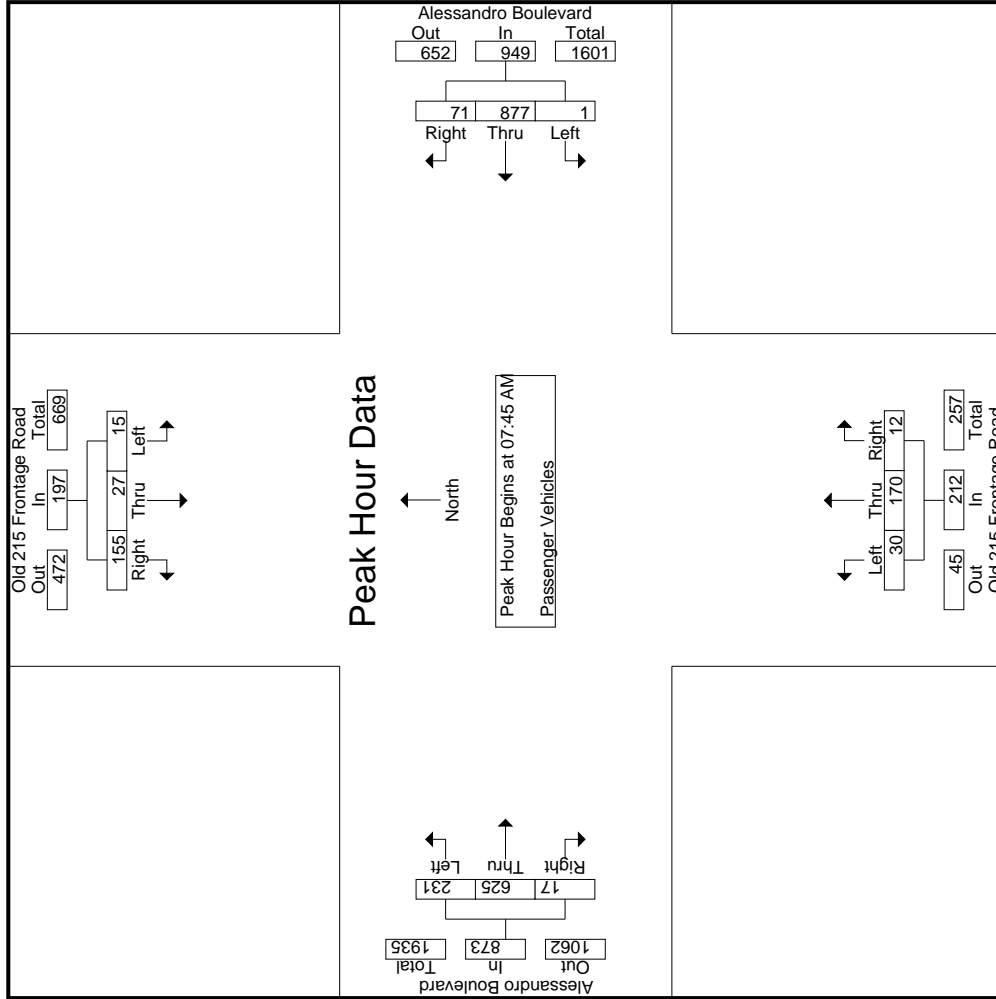 Alessandro Boulevard
Out In Total
652 949 1601
71 877 1
Right Thru Left
Old 215 Frontage Road
Out In Total
472 197 669
155 27 15
Right Thru Left
Peak Hour Data
North
Peak Hour Begins at 07:45 AM
Passenger Vehicles
Left Thru Right
30 170 12
45 212 257
Out In Total
Old 215 Frontage Road
Left Thru Right
231 625 17
1935 873 1062
Total In Out
Alessandro Boulevard